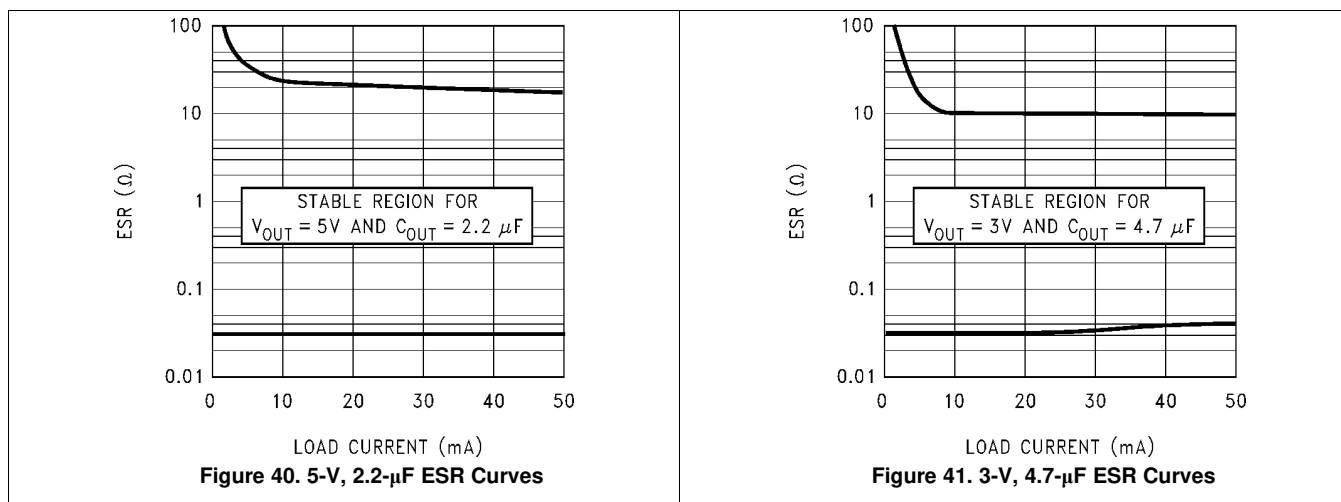 100
10
1
0.1
0.01
ESR (Ω)
STABLE REGION FOR
V_OUT = 5V AND C_OUT = 2.2 μF
0 10 20 30 40 50
LOAD CURRENT (mA)
Figure 40. 5-V, 2.2-μF ESR Curves
100
10
1
0.1
0.01
ESR (Ω)
STABLE REGION FOR
V_OUT = 3V AND C_OUT = 4.7 μF
0 10 20 30 40 50
LOAD CURRENT (mA)
Figure 41. 3-V, 4.7-μF ESR Curves